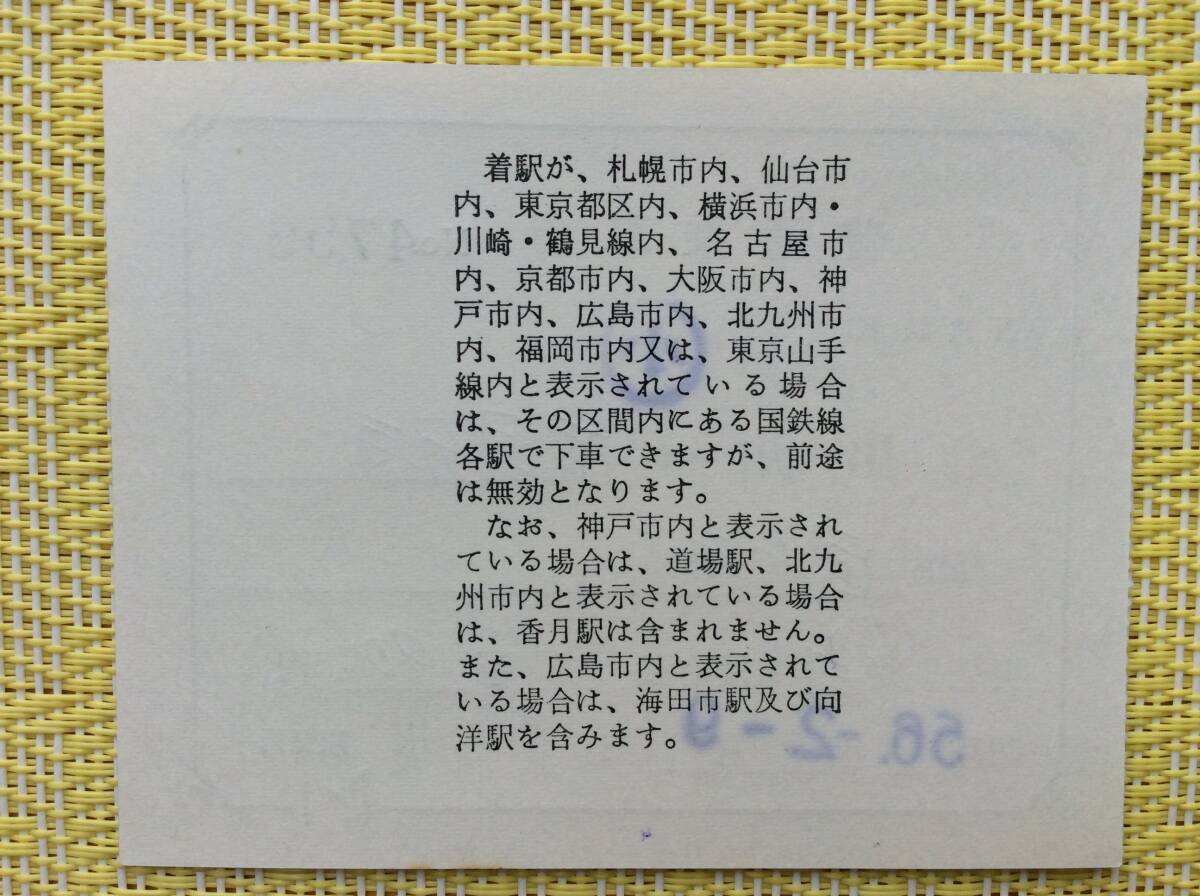 着駅が、札幌市内、仙台市
内、東京都区内、横浜市内・
川崎・鶴見線内、名古屋市
内、京都市内、大阪市内、神
戸市内、広島市内、北九州市
内、福岡市内又は、東京山手
線内と表示されている場合
は、その区間内にある国鉄線
各駅で下車できますが、前途
は無効となります。
なお、神戸市内と表示され
ている場合は、道場駅、北九
州市内と表示されている場合
は、香月駅は含まれません。
また、広島市内と表示されて
いる場合は、海田市駅及び向
洋駅を含みます。
56.-2-9